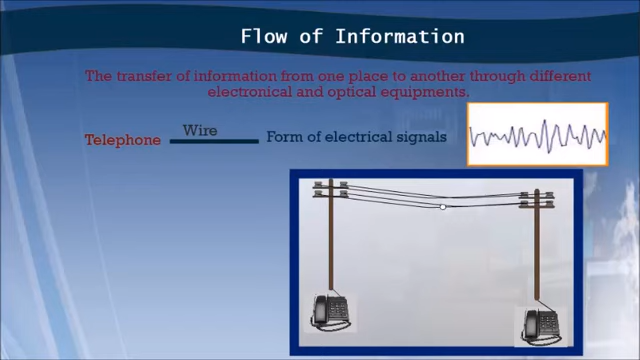 Flow of Information
The transfer of information from one place to another through different
electronical and optical equipments.
Telephone Wire Form of electrical signals